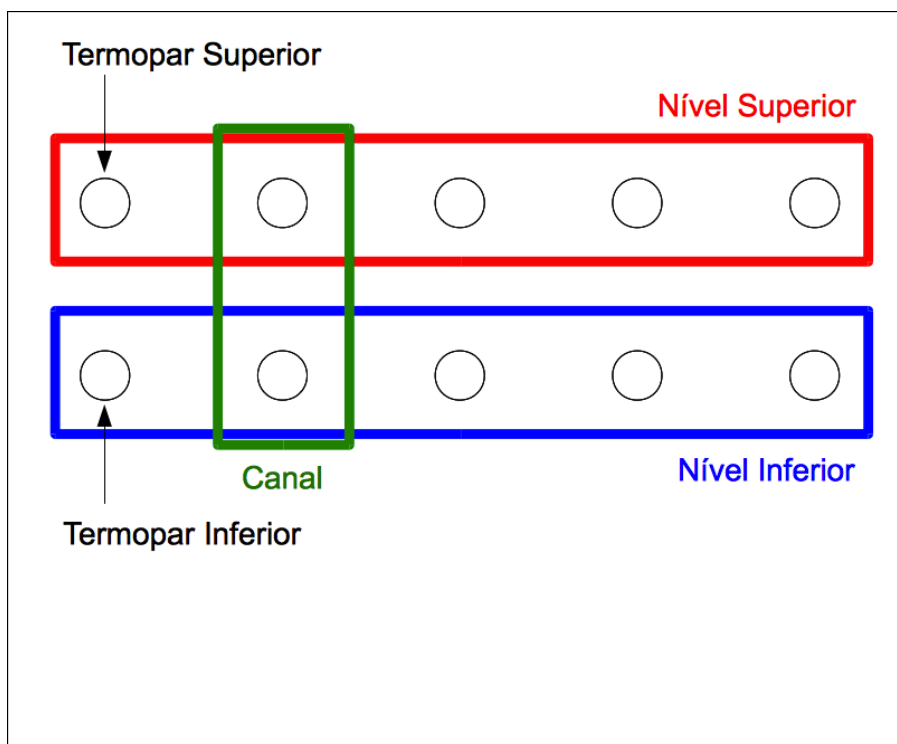 Termopar Superior
Nível Superior
Canal
Nível Inferior
Termopar Inferior